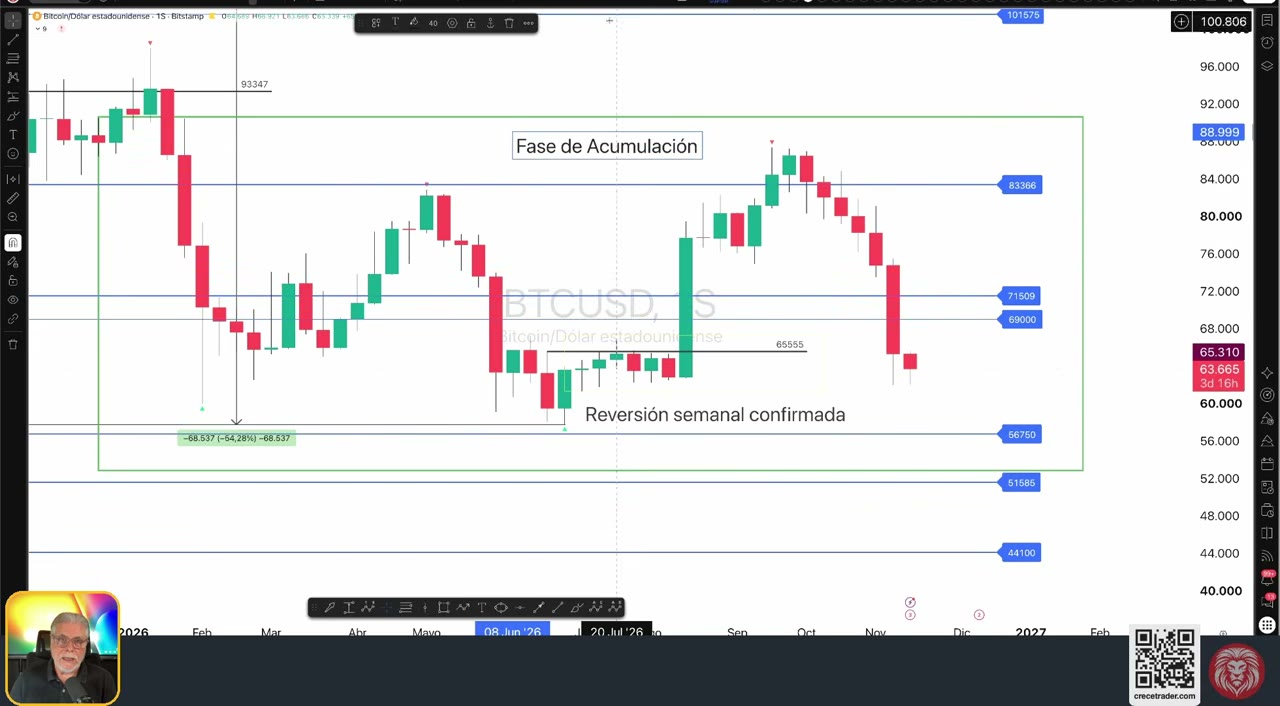 Bitcoin/Dólar estadounidense · 1S · Bitstamp
9
40
101575
100.806
96.000
93347
92.000
Fase de Acumulación
88.999
88.000
84.000
83366
80.000
76.000
BTCUSD, 1S
Bitcoin/Dólar estadounidense
72.000
71509
69000
68.000
65555
65.310
63.665
3d 16h
60.000
Reversión semanal confirmada
−68.537 (−54,28%) −68.537
56750
56.000
52.000
51585
48.000
44100
44.000
40.000
2026
Feb
Mar
Abr
Mayo
08 Jun '26
20 Jul '26
Sep
Oct
Nov
Dic
2027
Feb
crecetrader.com